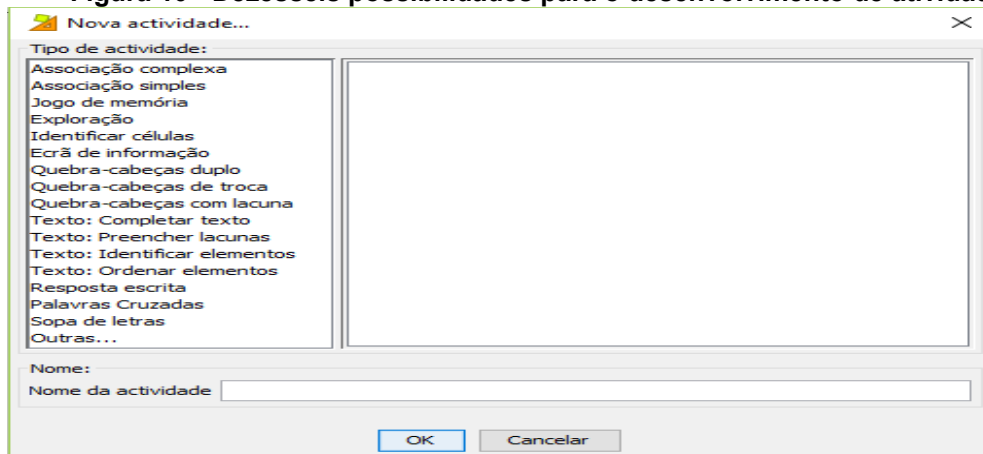 Nova actividade...
Tipo de actividade:
Associação complexa
Associação simples
Jogo de memória
Exploração
Identificar células
Ecrã de informação
Quebra-cabeças duplo
Quebra-cabeças de troca
Quebra-cabeças com lacuna
Texto: Completar texto
Texto: Preencher lacunas
Texto: Identificar elementos
Texto: Ordenar elementos
Resposta escrita
Palavras Cruzadas
Sopa de letras
Outras...
Nome:
Nome da actividade
OK Cancelar